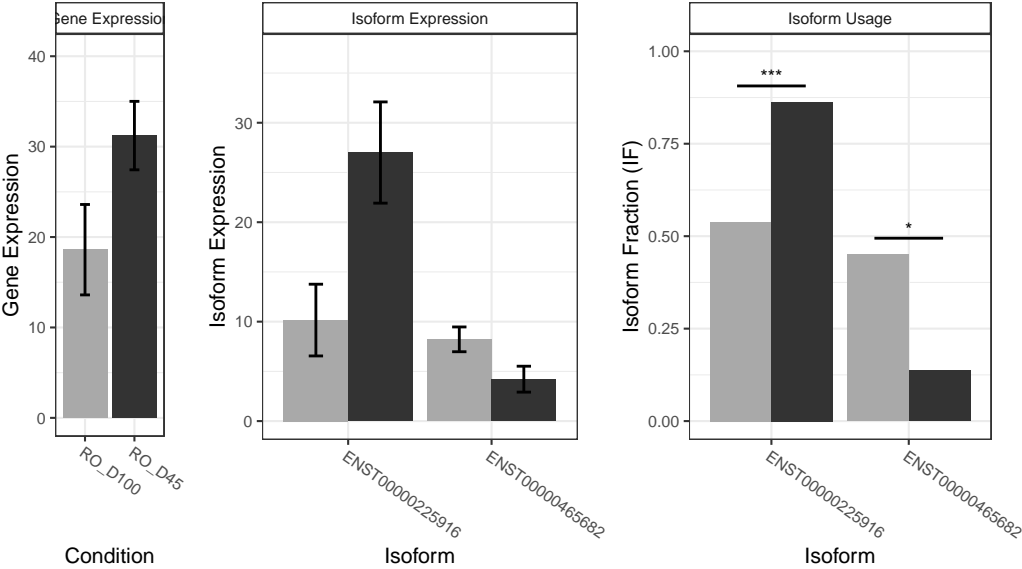 Gene Expression
Gene Expression
40
30
20
10
0
RO_D100
RO_D45
Condition
Isoform Expression
Isoform Expression
30
20
10
0
ENST00000225916
ENST00000465682
Isoform
Isoform Usage
Isoform Fraction (IF)
1.00
0.75
0.50
0.25
0.00
***
*
ENST00000225916
ENST00000465682
Isoform